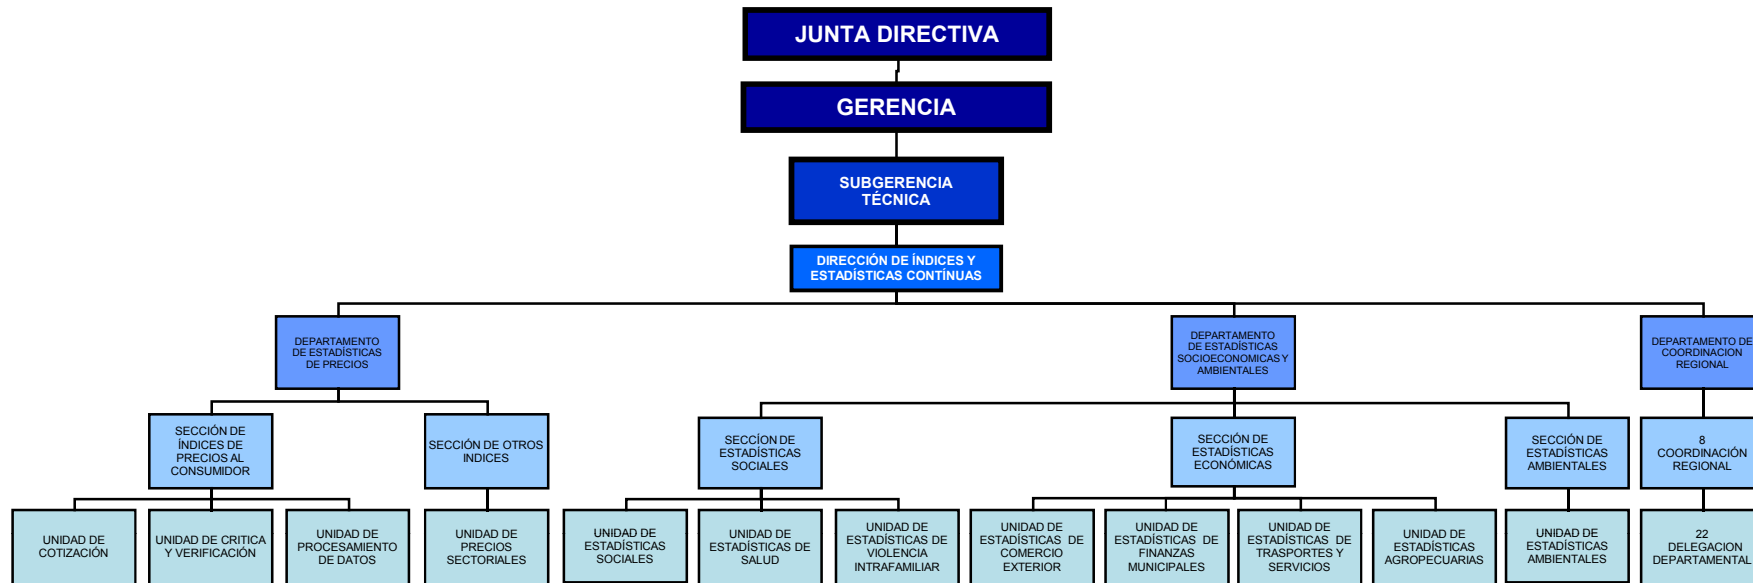 JUNTA DIRECTIVA
GERENCIA
SUBGERENCIA
TÉCNICA
DIRECCIÓN DE ÍNDICES Y
ESTADÍSTICAS CONTÍNUAS
DEPARTAMENTO
DE ESTADÍSTICAS
DE PRECIOS
DEPARTAMENTO
DE ESTADÍSTICAS
SOCIOECONOMICAS Y
AMBIENTALES
DEPARTAMENTO DE
COORDINACION
REGIONAL
SECCIÓN DE
ÍNDICES DE
PRECIOS AL
CONSUMIDOR
SECCIÓN DE OTROS
INDICES
SECCÍON DE
ESTADÍSTICAS
SOCIALES
SECCIÓN DE
ESTADÍSTICAS
ECONÓMICAS
SECCIÓN DE
ESTADÍSTICAS
AMBIENTALES
8
COORDINACIÓN
REGIONAL
UNIDAD DE
COTIZACIÓN
UNIDAD DE CRITICA
Y VERIFICACIÓN
UNIDAD DE
PROCESAMIENTO
DE DATOS
UNIDAD DE
PRECIOS
SECTORIALES
UNIDAD DE
ESTADÍSTICAS
SOCIALES
UNIDAD DE
ESTADÍSTICAS DE
SALUD
UNIDAD DE
ESTADÍSTICAS DE
VIOLENCIA
INTRAFAMILIAR
UNIDAD DE
ESTADÍSTICAS DE
COMERCIO
EXTERIOR
UNIDAD DE
ESTADÍSTICAS DE
FINANZAS
MUNICIPALES
UNIDAD DE
ESTADÍSTICAS DE
TRASPORTES Y
SERVICIOS
UNIDAD DE
ESTADÍSTICAS
AGROPECUARIAS
UNIDAD DE
ESTADÍSTICAS
AMBIENTALES
22
DELEGACION
DEPARTAMENTAL